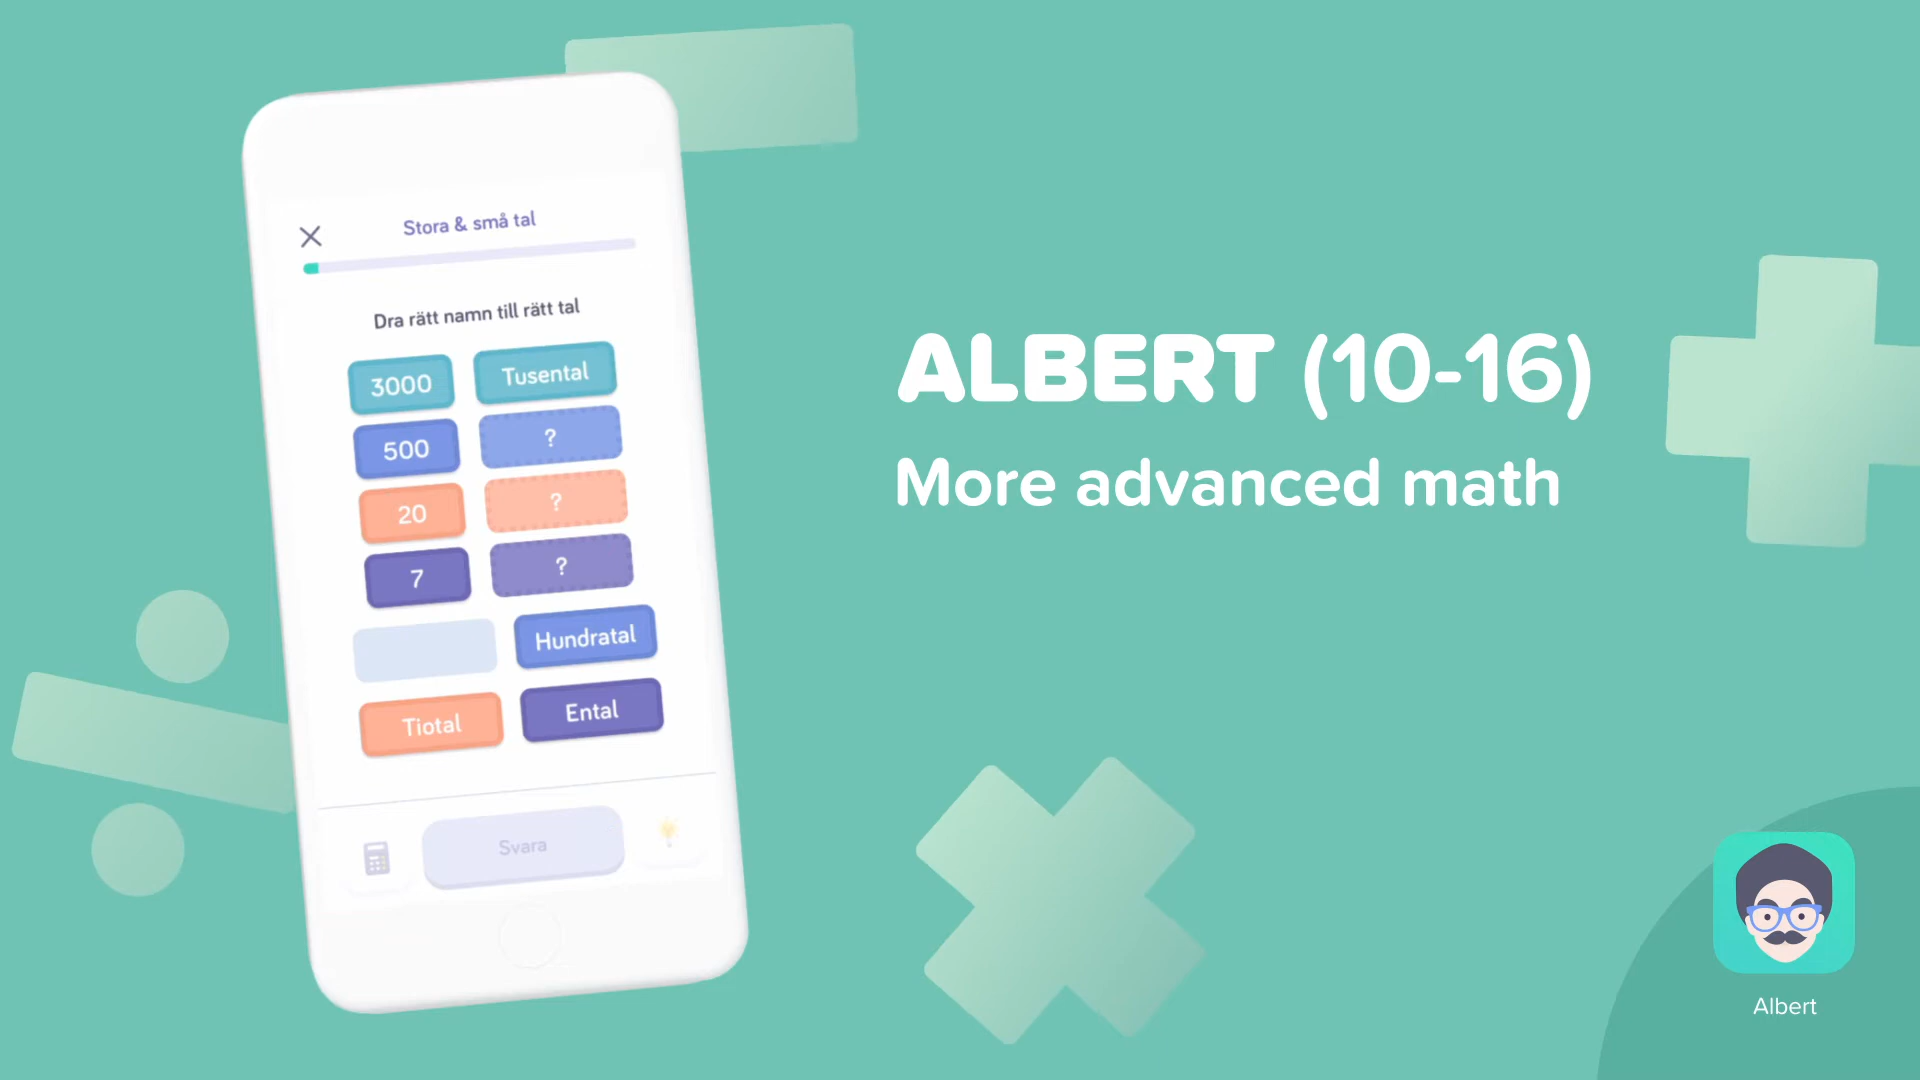 Stora & små tal
Dra rätt namn till rätt tal
3000 Tusental
500 ?
20 ?
7 ?
Hundratal
Tiotal Ental
Svara
ALBERT (10-16)
More advanced math
Albert